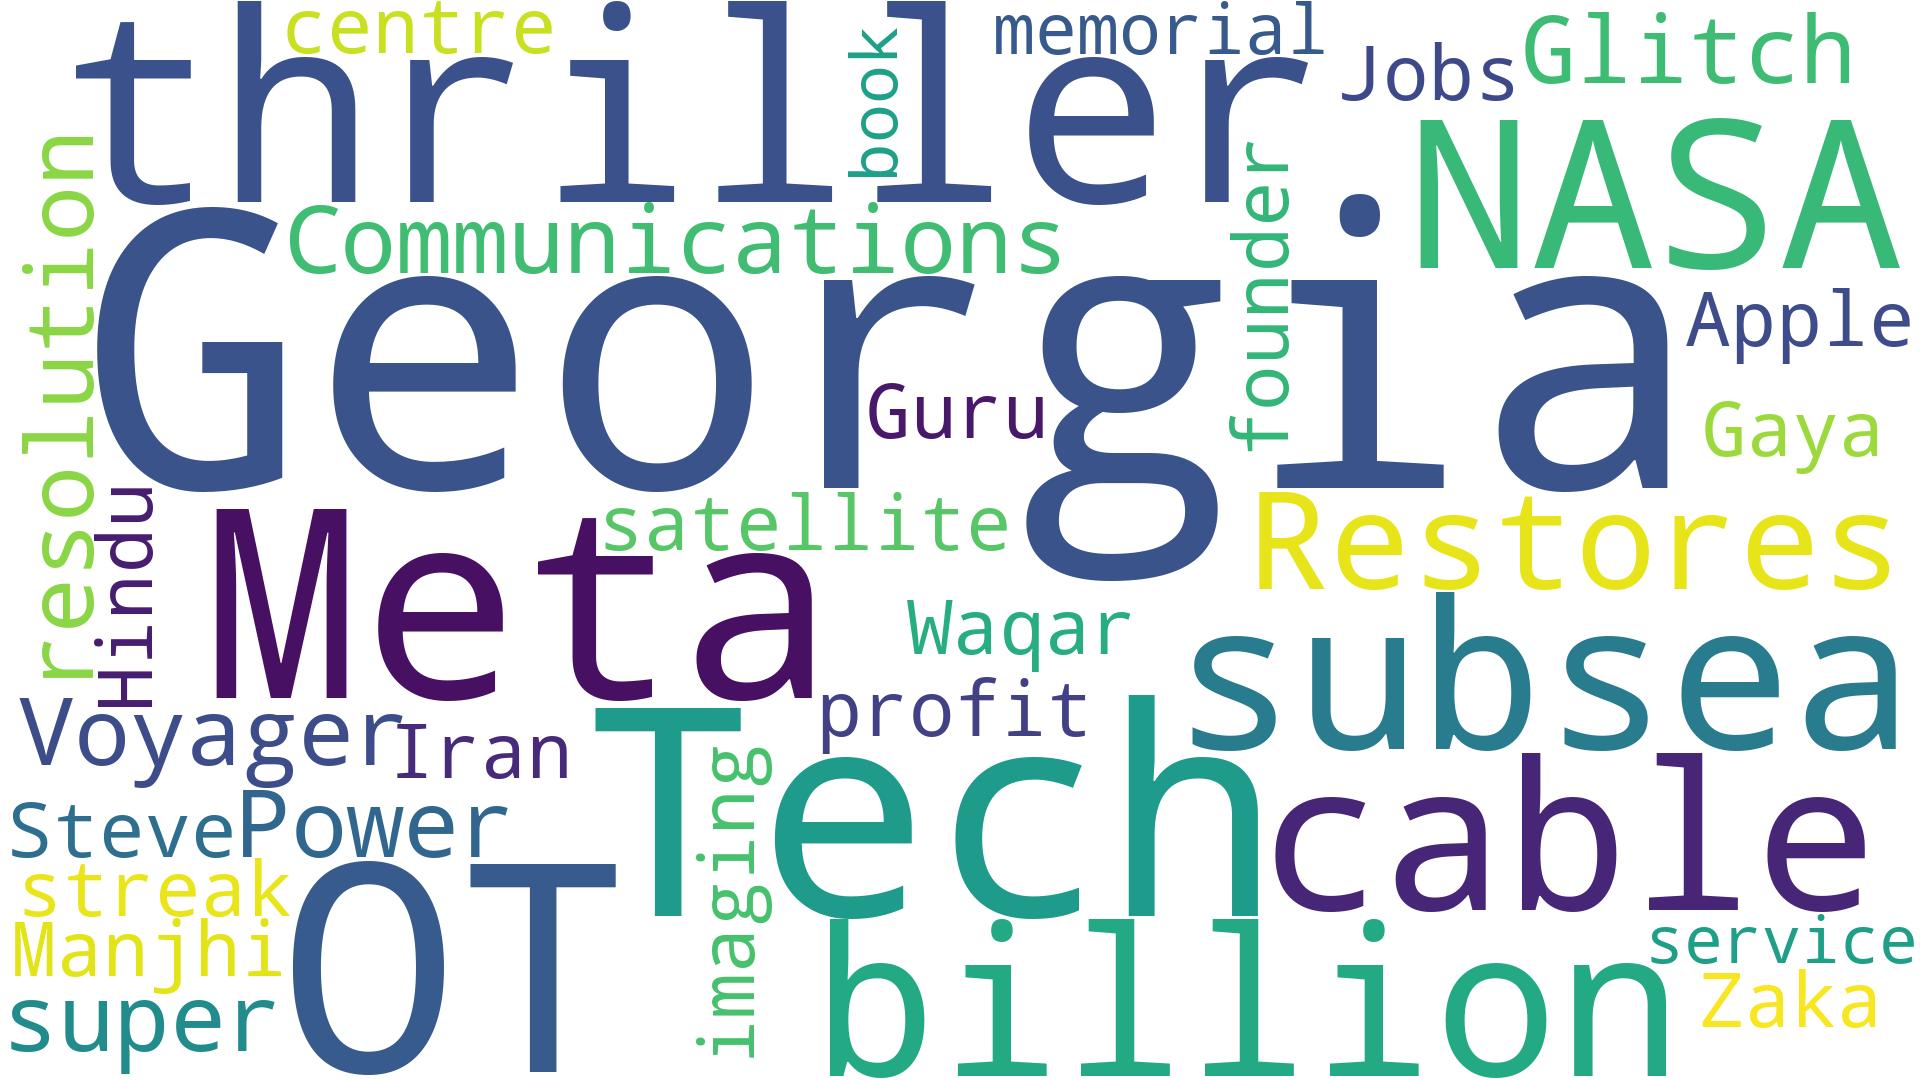 centre
memorial
Glitch
thriller
book
Jobs
NASA
resolution
Communications
founder
Georgia
Apple
Guru
Gaya
Hindu
satellite
Restores
Meta
Waqar
subsea
Voyager
profit
Iran
Tech
cable
imaging
Steve
Power
streak
OT
Manjhi
billion
service
super
Zaka